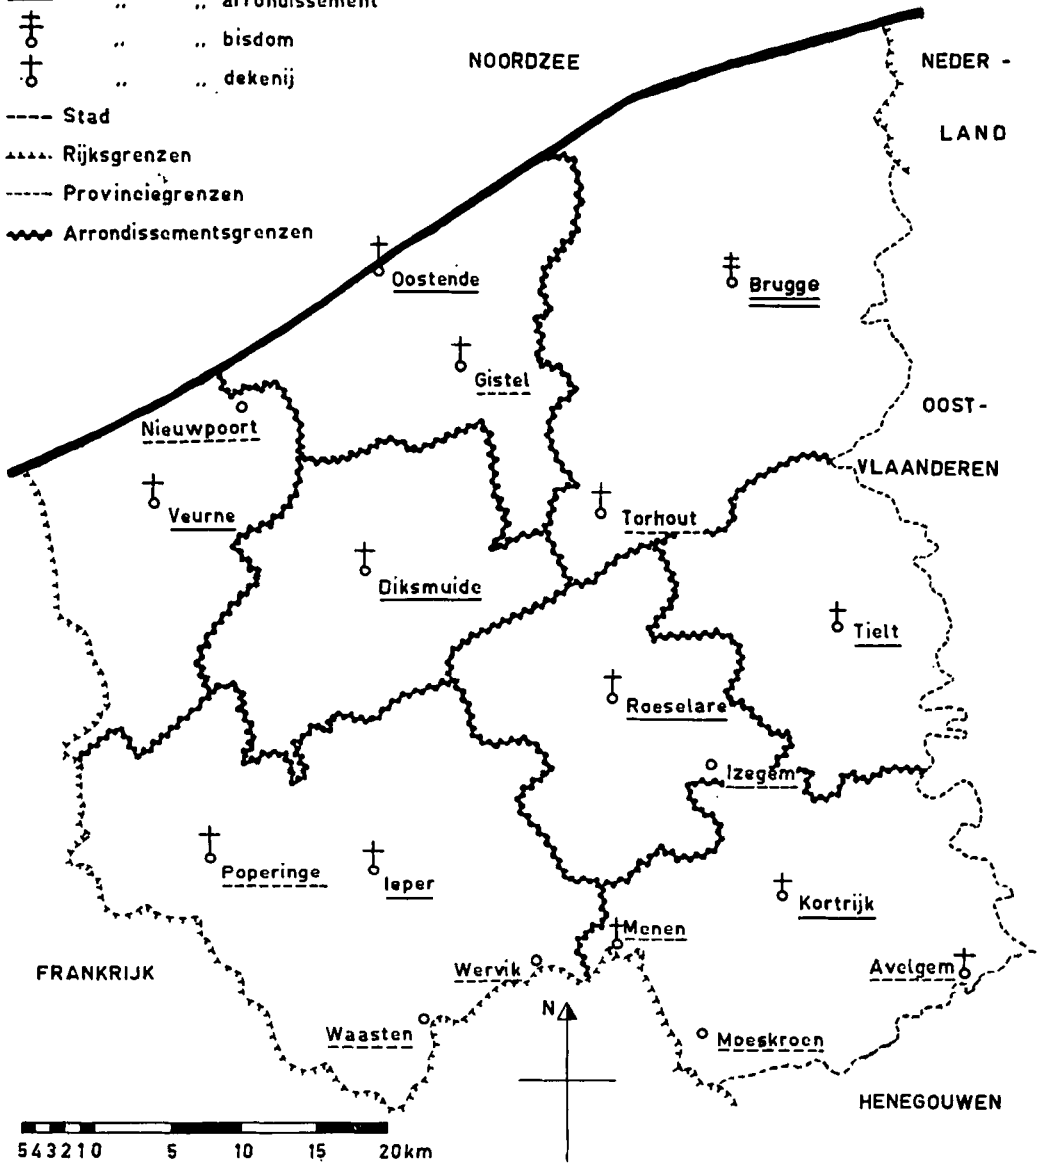 ,, ,, arrondissement
,, ,, bisdom
,, ,, dekenij
Stad
Rijksgrenzen
Provinciegrenzen
Arrondissementsgrenzen
NOORDZEE
NEDER -
LAND
Oostende
Brugge
Gistel
OOST-
VLAANDEREN
Nieuwpoort
Veurne
Torhout
Diksmuide
Tielt
Roeselare
Izegem
Poperinge
Ieper
Kortrijk
Menen
Wervik
Avelgem
FRANKRIJK
N
Waasten
Moeskroen
HENEGOUWEN
5 4 3 2 1 0 5 10 15 20 km